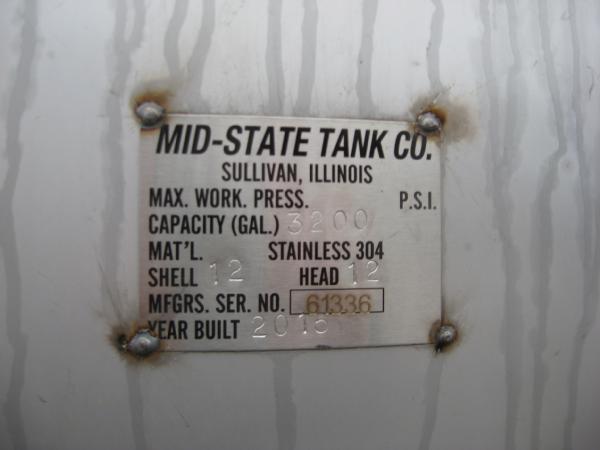 MID-STATE TANK CO.
SULLIVAN, ILLINOIS
MAX. WORK. PRESS. P.S.I.
CAPACITY (GAL.) 3200
MAT'L. STAINLESS 304
SHELL 12 HEAD 12
MFGRS. SER. NO. 61336
YEAR BUILT